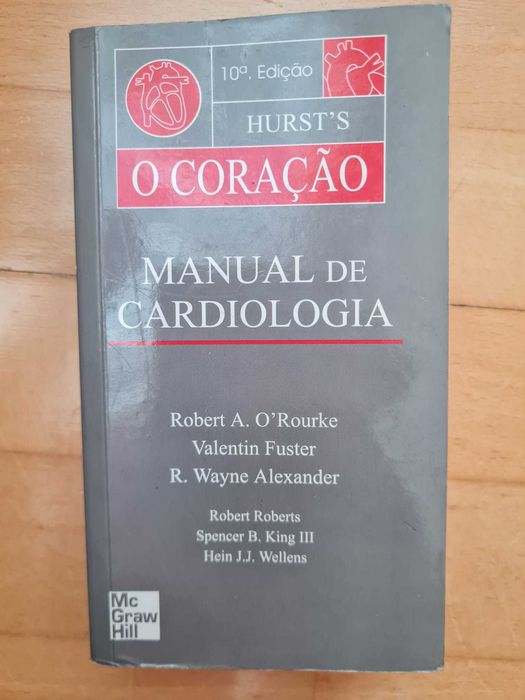 10ª. Edição
HURST'S
O CORAÇÃO
MANUAL DE
CARDIOLOGIA
Robert A. O'Rourke
Valentin Fuster
R. Wayne Alexander
Robert Roberts
Spencer B. King III
Hein J.J. Wellens
Mc
Graw
Hill